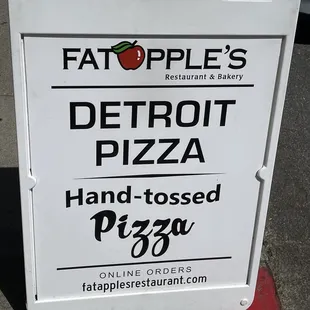 FATAPPLE'S
Restaurant & Bakery
DETROIT
PIZZA
Hand-tossed
Pizza
ONLINE ORDERS
fatapplesrestaurant.com